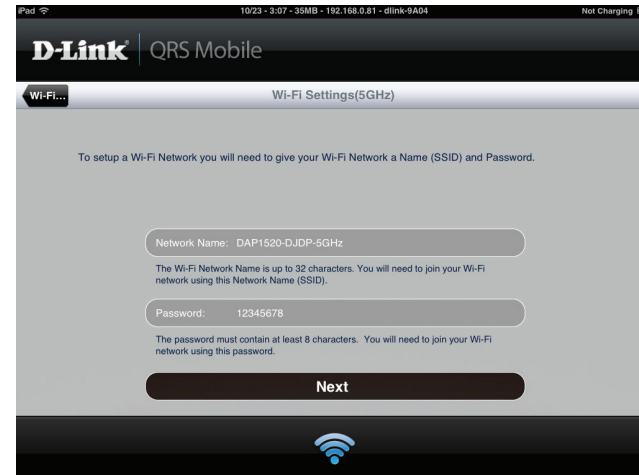 iPad 10/23 - 3:07 - 35MB - 192.168.0.81 - dlink-9A04 Not Charging
D-Link QRS Mobile
Wi-Fi... Wi-Fi Settings(5GHz)
To setup a Wi-Fi Network you will need to give your Wi-Fi Network a Name (SSID) and Password.
Network Name: DAP1520-DJDP-5GHz
The Wi-Fi Network Name is up to 32 characters. You will need to join your Wi-Fi
network using this Network Name (SSID).
Password: 12345678
The password must contain at least 8 characters. You will need to join your Wi-Fi
network using this password.
Next